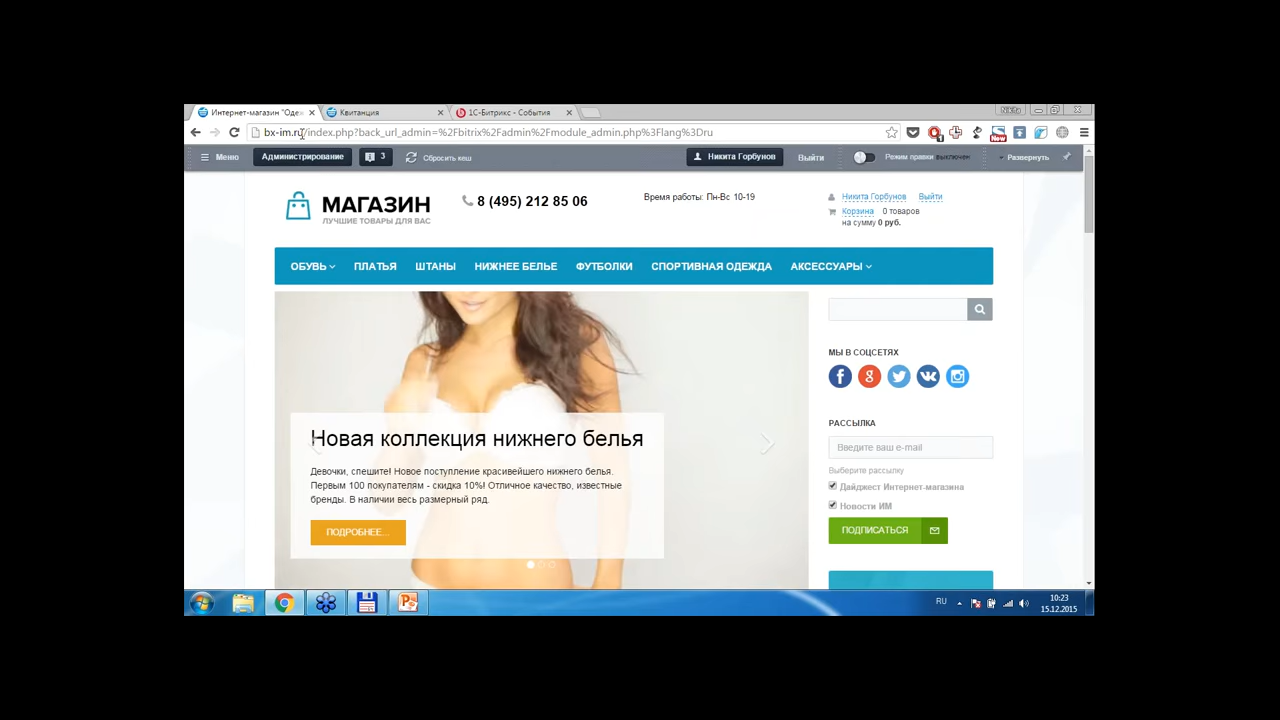 Интернет-магазин "Одеж
Квитанция
1С-Битрикс - События
Nikita
bx-im.ru/index.php?back_url_admin=%2Fbitrix%2Fadmin%2Fmodule_admin.php%3Flang%3Dru
Меню
Администрирование
3
Сбросить кеш
Никита Горбунов
Выйти
Режим правки выключен
Развернуть
МАГАЗИН
ЛУЧШИЕ ТОВАРЫ ДЛЯ ВАС
8 (495) 212 85 06
Время работы: Пн-Вс 10-19
Никита Горбунов Выйти
Корзина 0 товаров
на сумму 0 руб.
ОБУВЬ ПЛАТЬЯ ШТАНЫ НИЖНЕЕ БЕЛЬЕ ФУТБОЛКИ СПОРТИВНАЯ ОДЕЖДА АКСЕССУАРЫ
Новая коллекция нижнего белья
Девочки, спешите! Новое поступление красивейшего нижнего белья.
Первым 100 покупателям - скидка 10%! Отличное качество, известные
бренды. В наличии весь размерный ряд.
ПОДРОБНЕЕ...
МЫ В СОЦСЕТЯХ
РАССЫЛКА
Введите ваш e-mail
Выберите рассылку
Дайджест Интернет-магазина
Новости ИМ
ПОДПИСАТЬСЯ
RU
10:23
15.12.2015